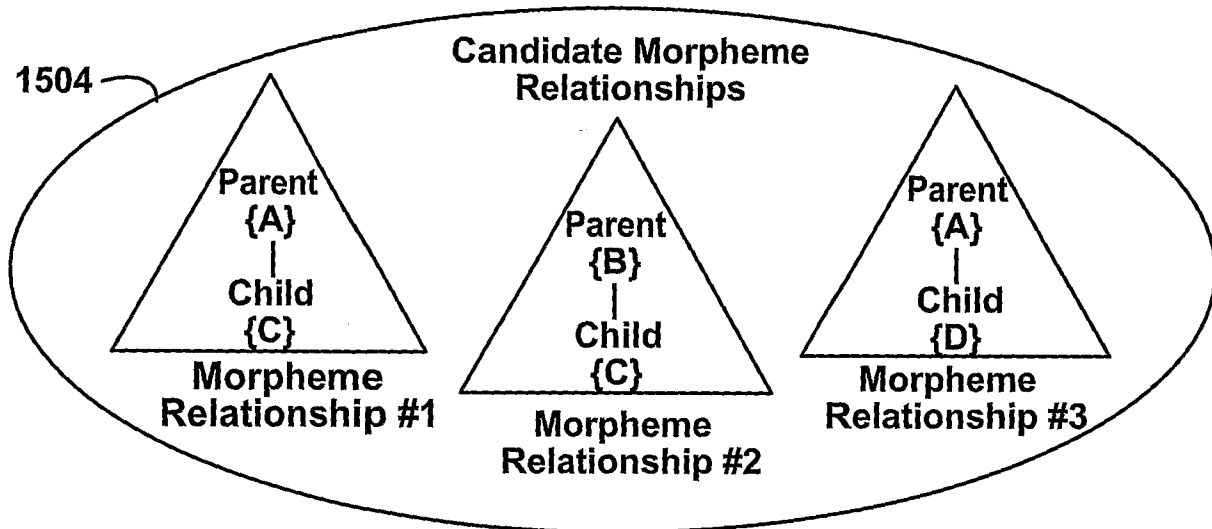 1504
Candidate Morpheme
Relationships
Parent
{A}
Child
{C}
Morpheme
Relationship #1
Parent
{B}
Child
{C}
Morpheme
Relationship #2
Parent
{A}
Child
{D}
Morpheme
Relationship #3